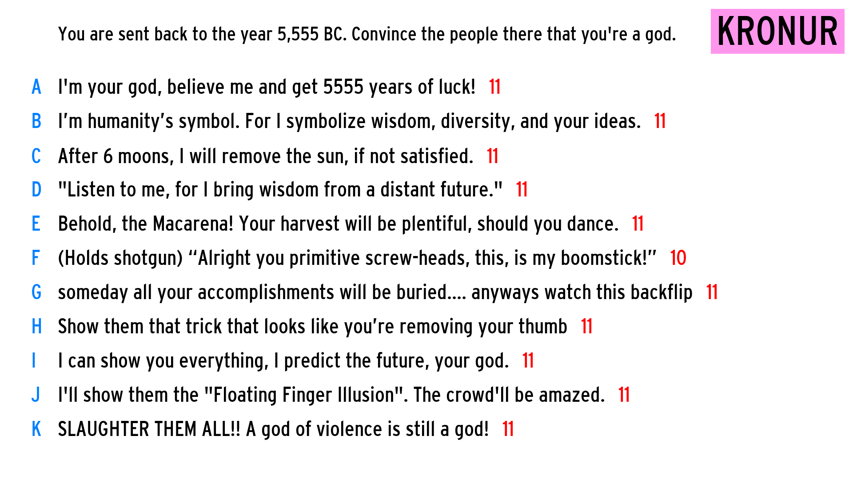 You are sent back to the year 5,555 BC. Convince the people there that you're a god.
KRONUR
A I'm your god, believe me and get 5555 years of luck! 11
B I’m humanity’s symbol. For I symbolize wisdom, diversity, and your ideas. 11
C After 6 moons, I will remove the sun, if not satisfied. 11
D "Listen to me, for I bring wisdom from a distant future." 11
E Behold, the Macarena! Your harvest will be plentiful, should you dance. 11
F (Holds shotgun) “Alright you primitive screw-heads, this, is my boomstick!” 10
G someday all your accomplishments will be buried.... anyways watch this backflip 11
H Show them that trick that looks like you’re removing your thumb 11
I I can show you everything, I predict the future, your god. 11
J I'll show them the "Floating Finger Illusion". The crowd'll be amazed. 11
K SLAUGHTER THEM ALL!! A god of violence is still a god! 11